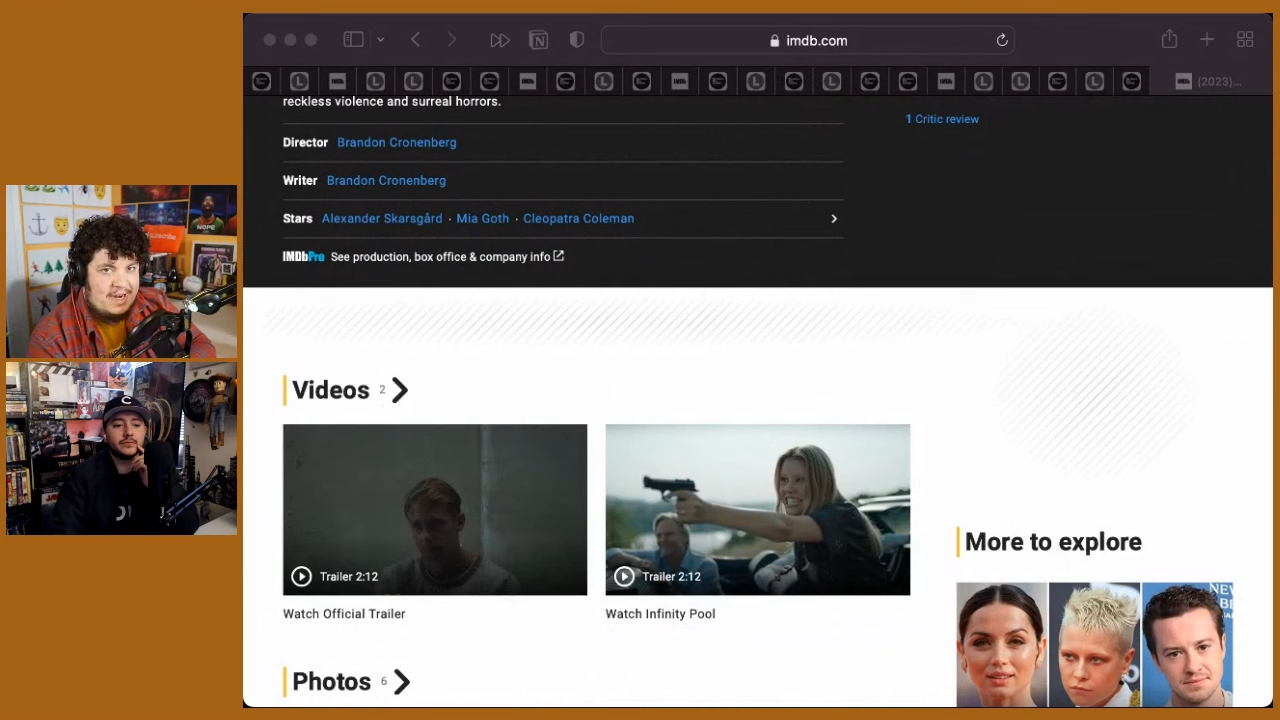 imdb.com
(2023)...
reckless violence and surreal horrors.
1 Critic review
Director Brandon Cronenberg
Writer Brandon Cronenberg
Stars Alexander Skarsgård · Mia Goth · Cleopatra Coleman
IMDbPro See production, box office & company info
Videos 2
Trailer 2:12
Trailer 2:12
Watch Official Trailer
Watch Infinity Pool
More to explore
Photos 6
NOPE
C